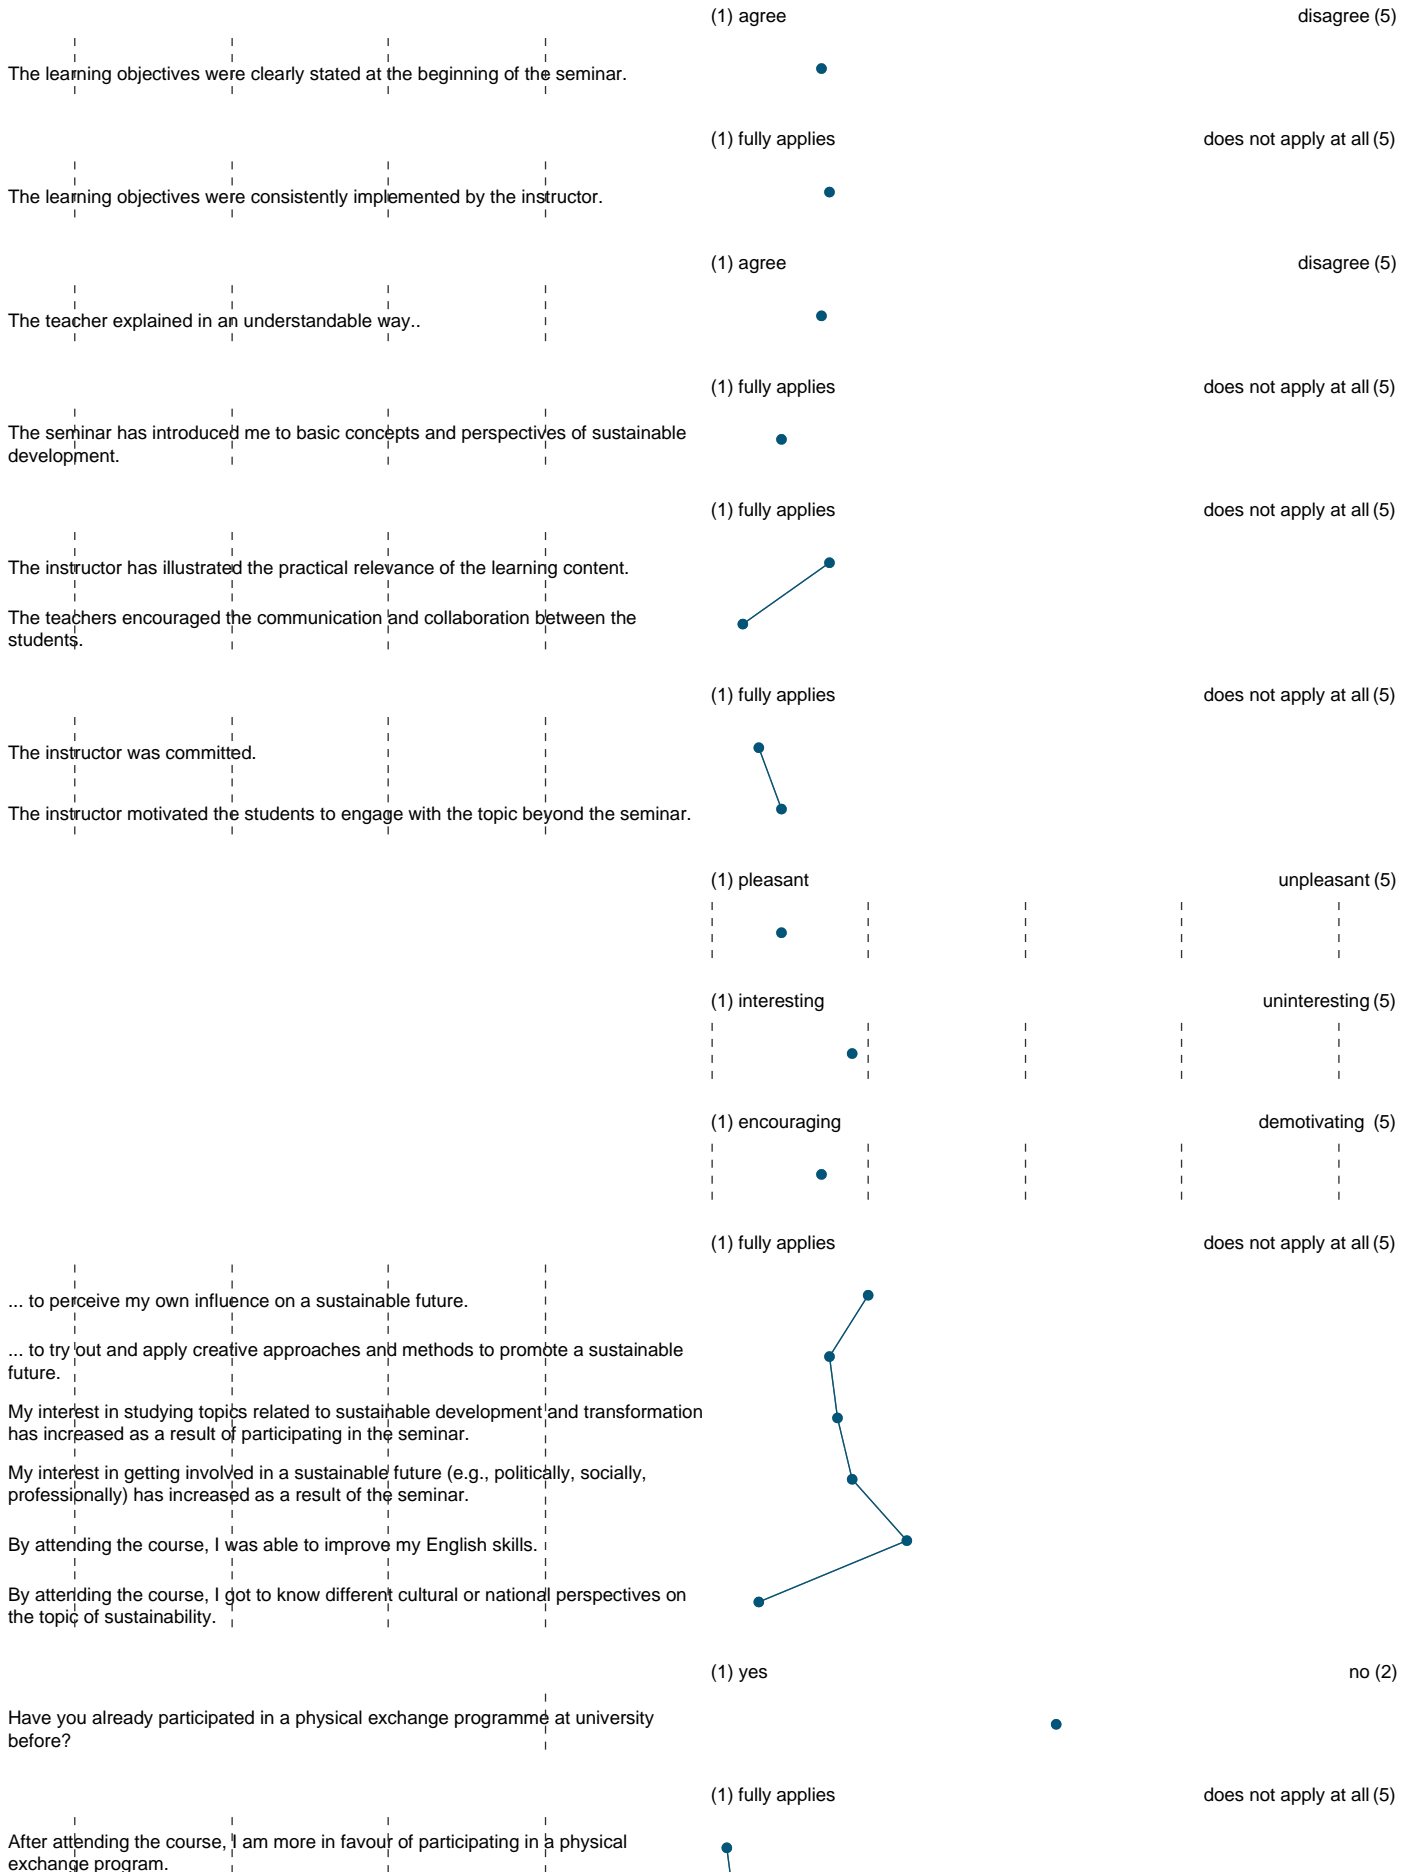 (1) agree disagree (5)
The learning objectives were clearly stated at the beginning of the seminar.
(1) fully applies does not apply at all (5)
The learning objectives were consistently implemented by the instructor.
(1) agree disagree (5)
The teacher explained in an understandable way..
(1) fully applies does not apply at all (5)
The seminar has introduced me to basic concepts and perspectives of sustainable
development.
(1) fully applies does not apply at all (5)
The instructor has illustrated the practical relevance of the learning content.
The teachers encouraged the communication and collaboration between the
students.
(1) fully applies does not apply at all (5)
The instructor was committed.
The instructor motivated the students to engage with the topic beyond the seminar.
(1) pleasant unpleasant (5)
(1) interesting uninteresting (5)
(1) encouraging demotivating (5)
(1) fully applies does not apply at all (5)
... to perceive my own influence on a sustainable future.
... to try out and apply creative approaches and methods to promote a sustainable
future.
My interest in studying topics related to sustainable development and transformation
has increased as a result of participating in the seminar.
My interest in getting involved in a sustainable future (e.g., politically, socially,
professionally) has increased as a result of the seminar.
By attending the course, I was able to improve my English skills.
By attending the course, I got to know different cultural or national perspectives on
the topic of sustainability.
(1) yes no (2)
Have you already participated in a physical exchange programme at university
before?
(1) fully applies does not apply at all (5)
After attending the course, I am more in favour of participating in a physical
exchange program.